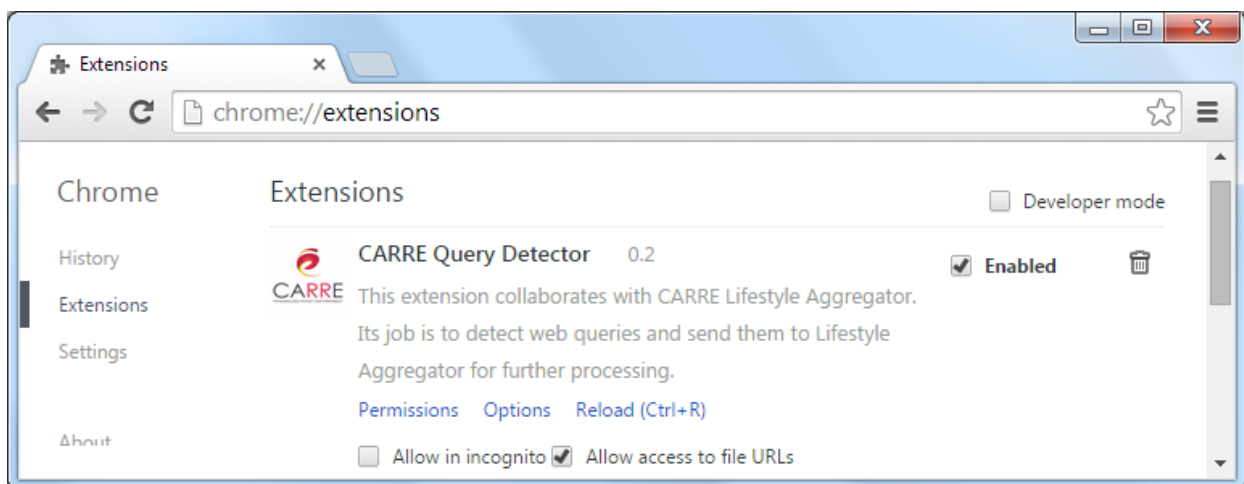 Extensions
chrome://extensions
Chrome
Extensions
Developer mode
History
Extensions
Settings
About
CARRE
CARRE Query Detector 0.2
Enabled
This extension collaborates with CARRE Lifestyle Aggregator.
Its job is to detect web queries and send them to Lifestyle
Aggregator for further processing.
Permissions Options Reload (Ctrl+R)
Allow in incognito Allow access to file URLs